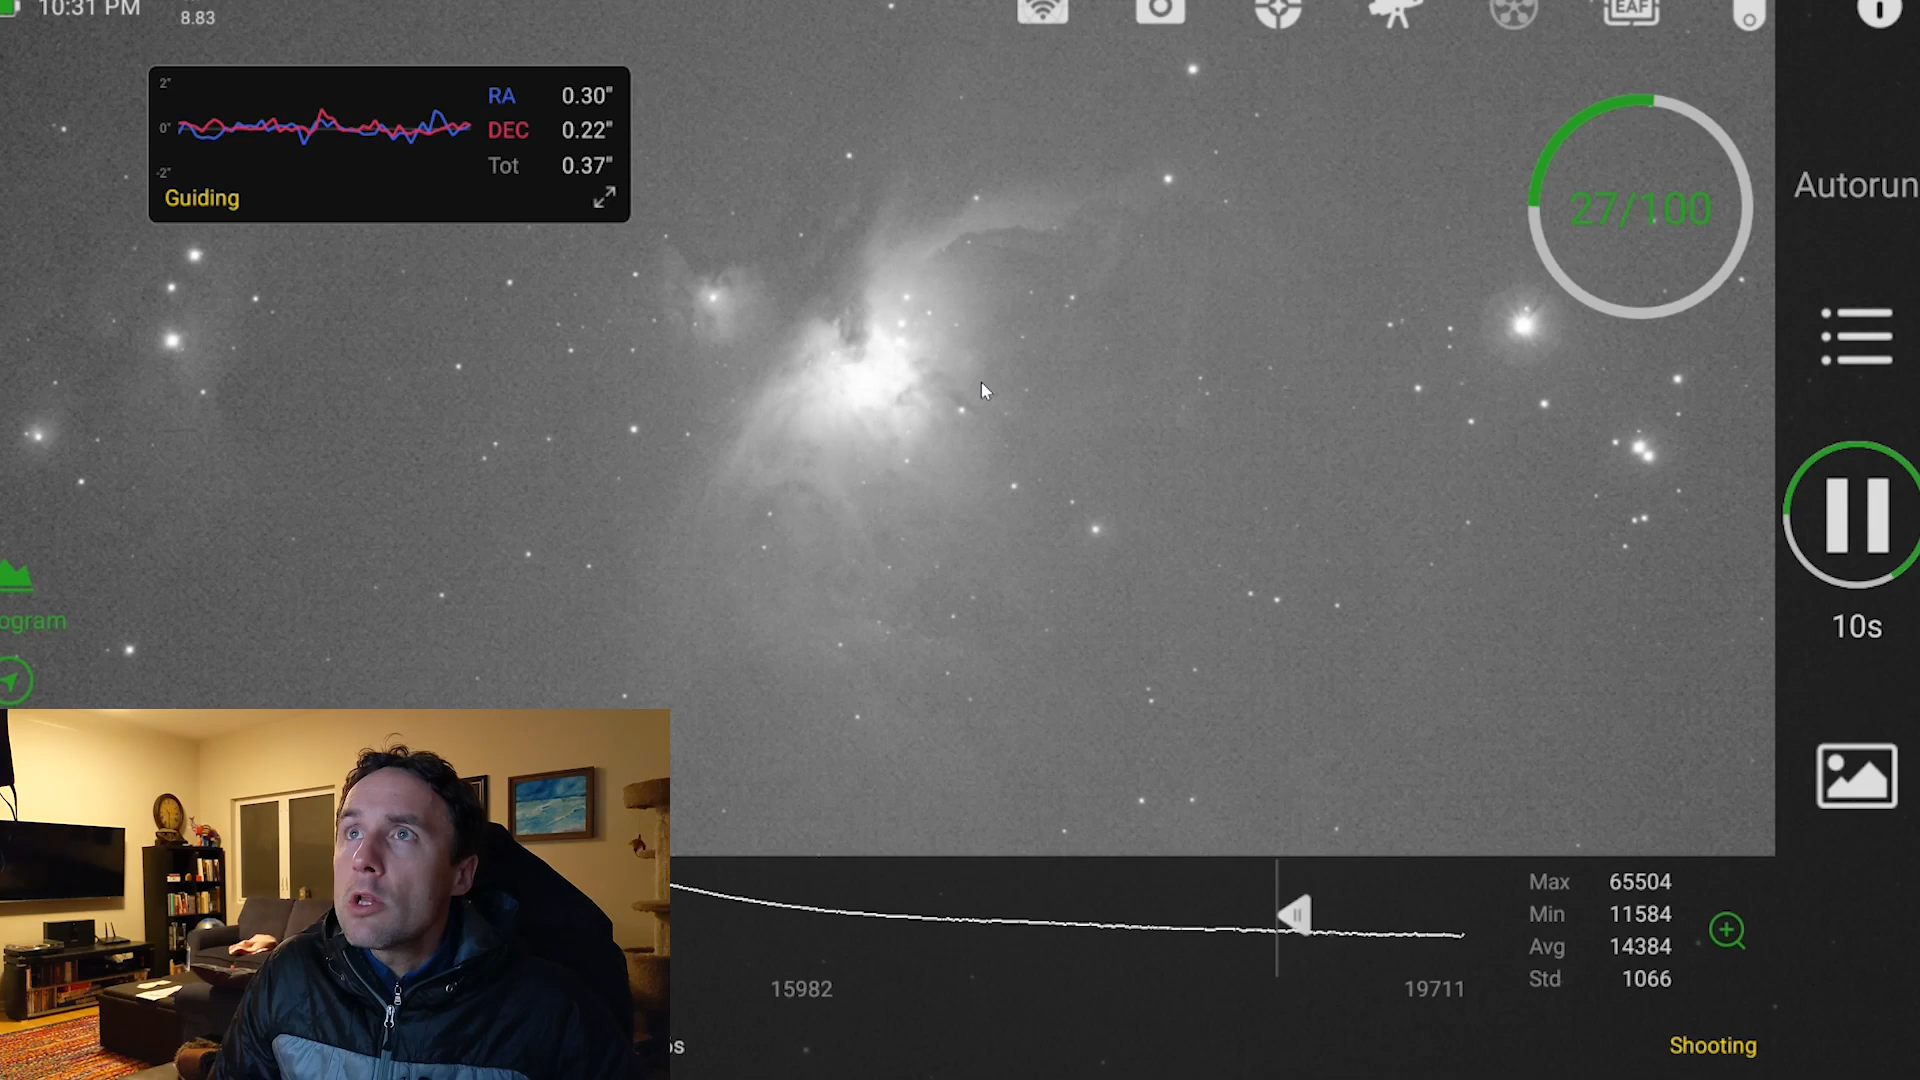 10:31 PM
8.83
EAF
2"
0"
-2"
RA 0.30"
DEC 0.22"
Tot 0.37"
Guiding
27/100
Autorun
10s
ogram
Max 65504
Min 11584
Avg 14384
Std 1066
15982
19711
s
Shooting